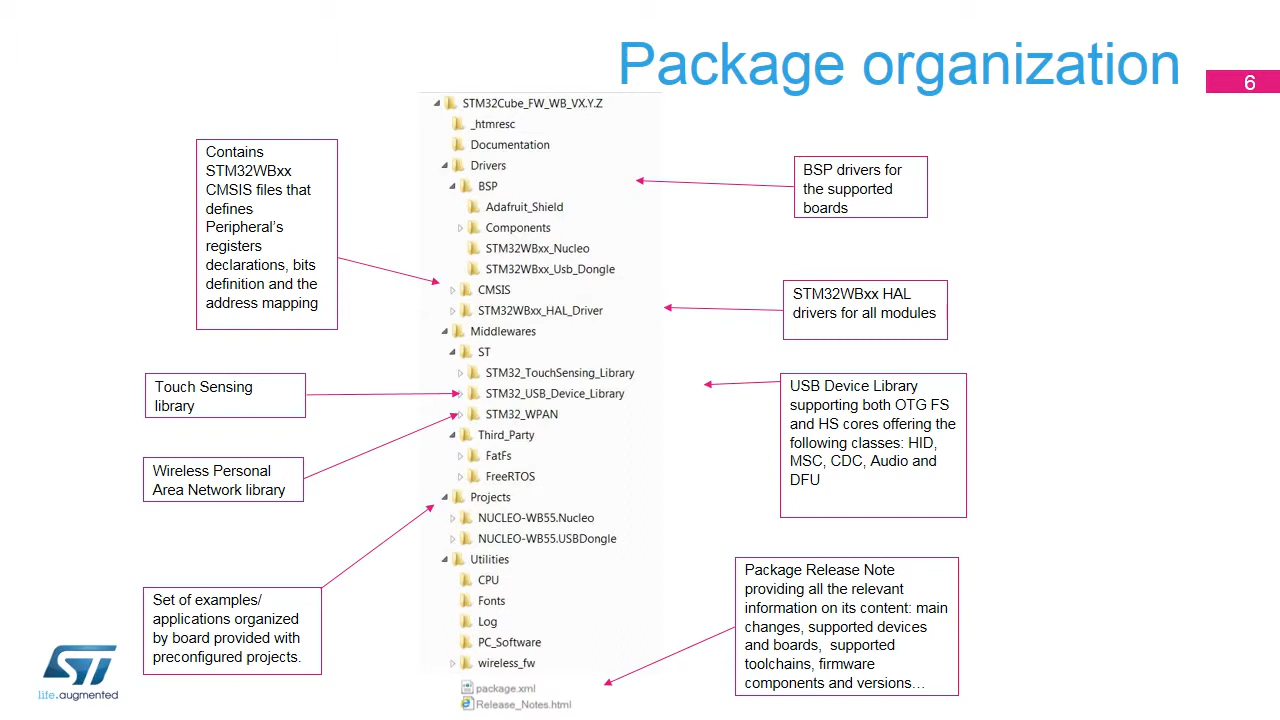 Package organization
6
STM32Cube_FW_WB_VX.Y.Z
_htmresc
Documentation
Drivers
BSP
Adafruit_Shield
Components
STM32WBxx_Nucleo
STM32WBxx_Usb_Dongle
CMSIS
STM32WBxx_HAL_Driver
Middlewares
ST
STM32_TouchSensing_Library
STM32_USB_Device_Library
STM32_WPAN
Third_Party
FatFs
FreeRTOS
Projects
NUCLEO-WB55.Nucleo
NUCLEO-WB55.USBDongle
Utilities
CPU
Fonts
Log
PC_Software
wireless_fw
package.xml
Release_Notes.html
Contains
STM32WBxx
CMSIS files that
defines
Peripheral's
registers
declarations, bits
definition and the
address mapping
Touch Sensing
library
Wireless Personal
Area Network library
Set of examples/
applications organized
by board provided with
preconfigured projects.
BSP drivers for
the supported
boards
STM32WBxx HAL
drivers for all modules
USB Device Library
supporting both OTG FS
and HS cores offering the
following classes: HID,
MSC, CDC, Audio and
DFU
Package Release Note
providing all the relevant
information on its content: main
changes, supported devices
and boards, supported
toolchains, firmware
components and versions…
ST
life.augmented